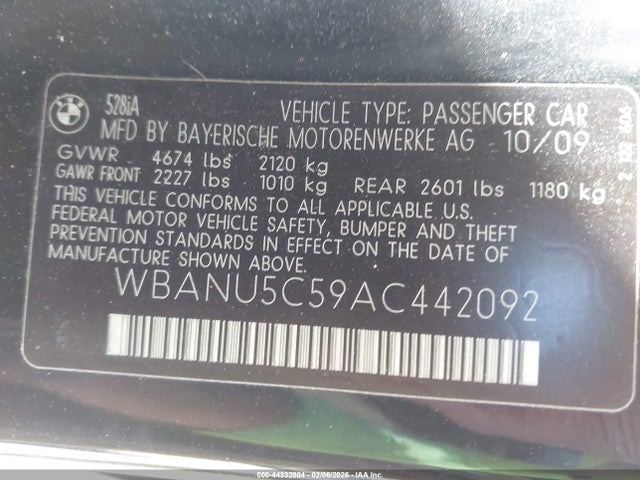 BMW
528iA
VEHICLE TYPE: PASSENGER CAR
MFD BY BAYERISCHE MOTORENWERKE AG 10/09
GVWR 4674 lbs 2120 kg
GAWR FRONT 2227 lbs 1010 kg REAR 2601 lbs 1180 kg
THIS VEHICLE CONFORMS TO ALL APPLICABLE U.S.
FEDERAL MOTOR VEHICLE SAFETY, BUMPER AND THEFT
PREVENTION STANDARDS IN EFFECT ON THE DATE OF
MANUFACTURE SHOWN ABOVE.
WBANU5C59AC442092
000-44332804 - 02/06/2026 - IAA Inc.